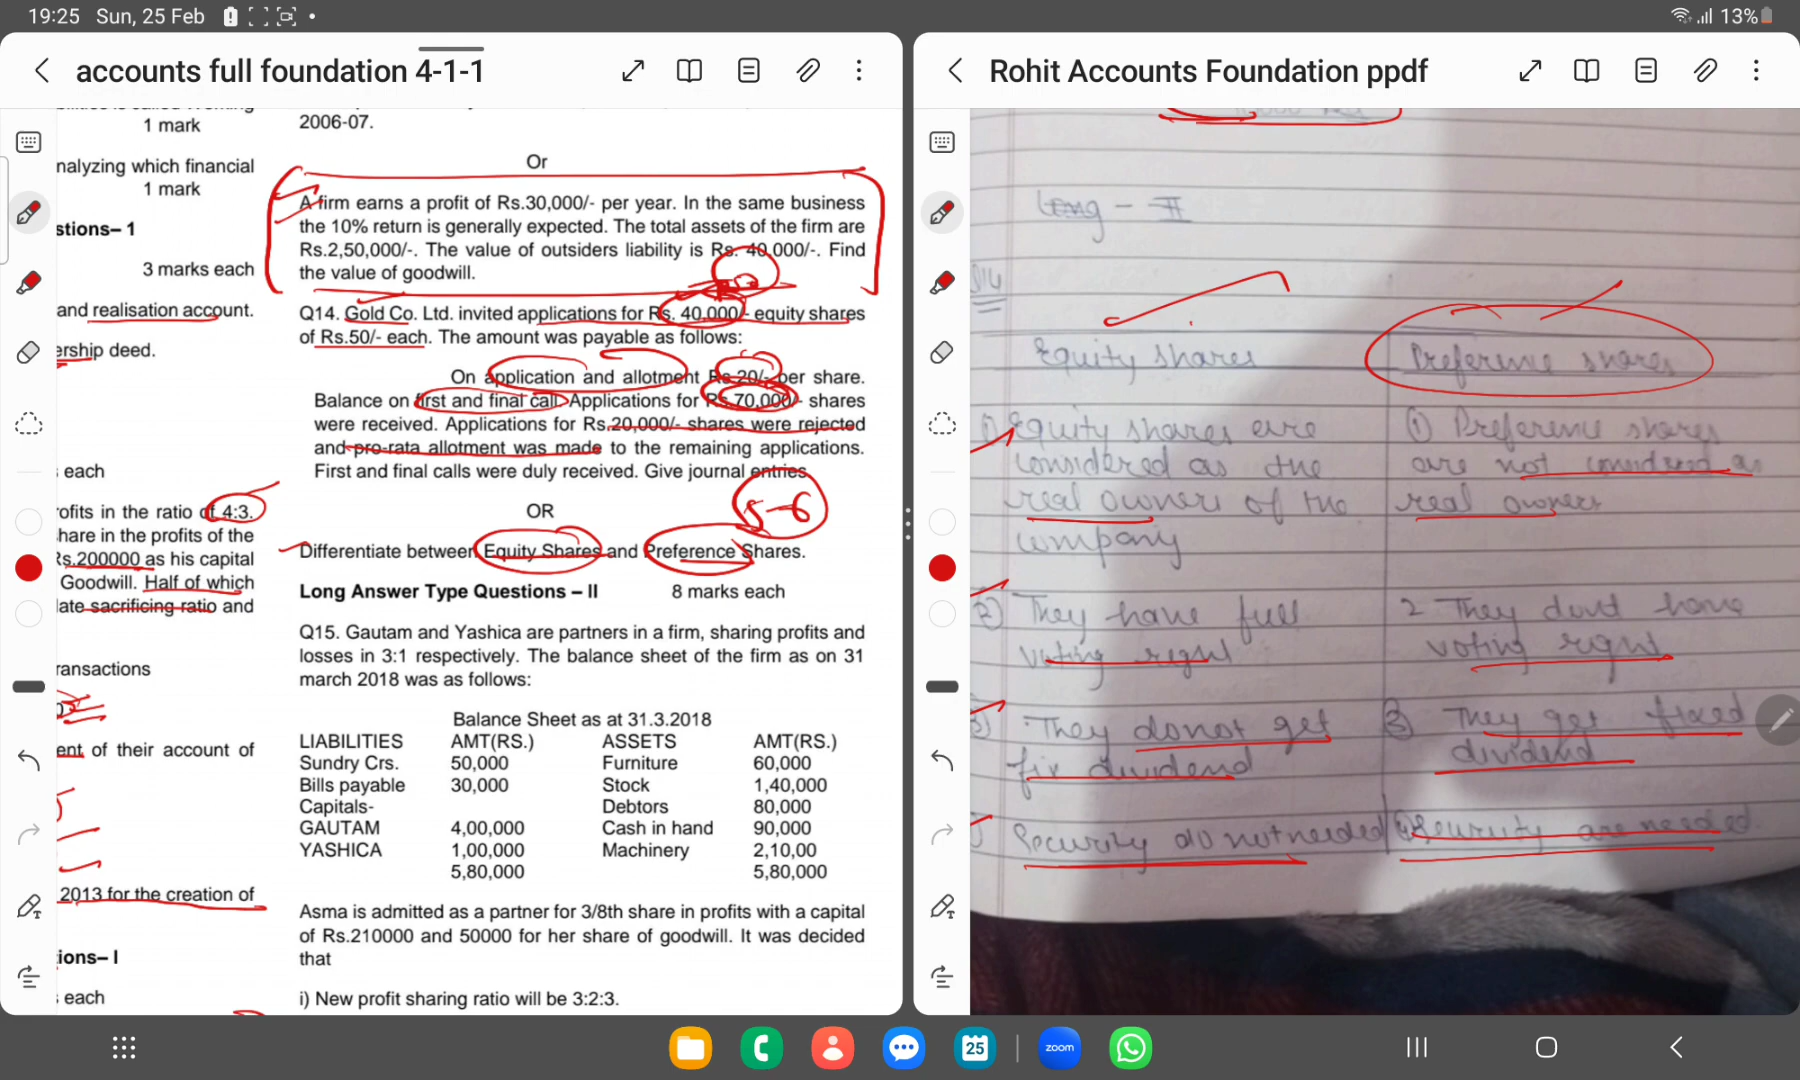 19:25 Sun, 25 Feb
13%
accounts full foundation 4-1-1
1 mark
nalyzing which financial
1 mark
stions– 1
3 marks each
and realisation account.
ership deed.
s each
rofits in the ratio of 4:3.
share in the profits of the
Rs.200000 as his capital
Goodwill. Half of which
late sacrificing ratio and
ransactions
ent of their account of
2013 for the creation of
tions– I
s each
2006-07.
Or
A firm earns a profit of Rs.30,000/- per year. In the same business
the 10% return is generally expected. The total assets of the firm are
Rs.2,50,000/-. The value of outsiders liability is Rs. 40,000/-. Find
the value of goodwill.
Q14. Gold Co. Ltd. invited applications for Rs. 40,000/- equity shares
of Rs.50/- each. The amount was payable as follows:
On application and allotment Rs.20/- per share.
Balance on first and final call. Applications for Rs.70,000/- shares
were received. Applications for Rs.20,000/- shares were rejected
and pro-rata allotment was made to the remaining applications.
First and final calls were duly received. Give journal entries.
OR
5-6
Differentiate between Equity Shares and Preference Shares.
Long Answer Type Questions – II 8 marks each
Q15. Gautam and Yashica are partners in a firm, sharing profits and
losses in 3:1 respectively. The balance sheet of the firm as on 31
march 2018 was as follows:
Balance Sheet as at 31.3.2018
LIABILITIES AMT(RS.) ASSETS AMT(RS.)
Sundry Crs. 50,000 Furniture 60,000
Bills payable 30,000 Stock 1,40,000
Capitals- Debtors 80,000
GAUTAM 4,00,000 Cash in hand 90,000
YASHICA 1,00,000 Machinery 2,10,00
5,80,000 5,80,000
Asma is admitted as a partner for 3/8th share in profits with a capital
of Rs.210000 and 50000 for her share of goodwill. It was decided
that
i) New profit sharing ratio will be 3:2:3.
Rohit Accounts Foundation ppdf
Long - II
Equity shares Preference shares
Equity shares are
considered as the
real owners of the
company
① Preference shares
are not considered as
real owners
② They have full
voting right
2 They dont have
voting right
③ They do not get
fix dividend
③ They get fixed
dividend
Security do not needed
④ Security are needed
25
zoom